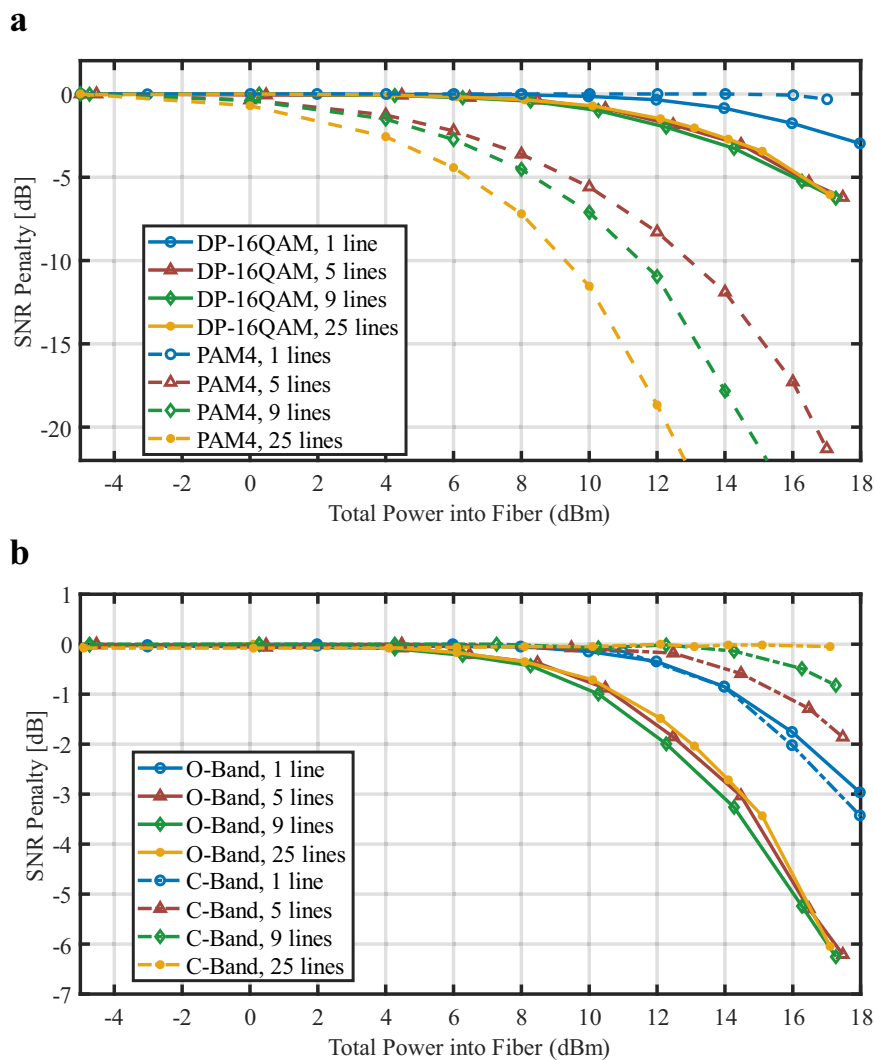 a
0
-5
-10
-15
-20
SNR Penalty [dB]
DP-16QAM, 1 line
DP-16QAM, 5 lines
DP-16QAM, 9 lines
DP-16QAM, 25 lines
PAM4, 1 lines
PAM4, 5 lines
PAM4, 9 lines
PAM4, 25 lines
-4 -2 0 2 4 6 8 10 12 14 16 18
Total Power into Fiber (dBm)
b
1
0
-1
-2
-3
-4
-5
-6
-7
SNR Penalty [dB]
O-Band, 1 line
O-Band, 5 lines
O-Band, 9 lines
O-Band, 25 lines
C-Band, 1 line
C-Band, 5 lines
C-Band, 9 lines
C-Band, 25 lines
-4 -2 0 2 4 6 8 10 12 14 16 18
Total Power into Fiber (dBm)